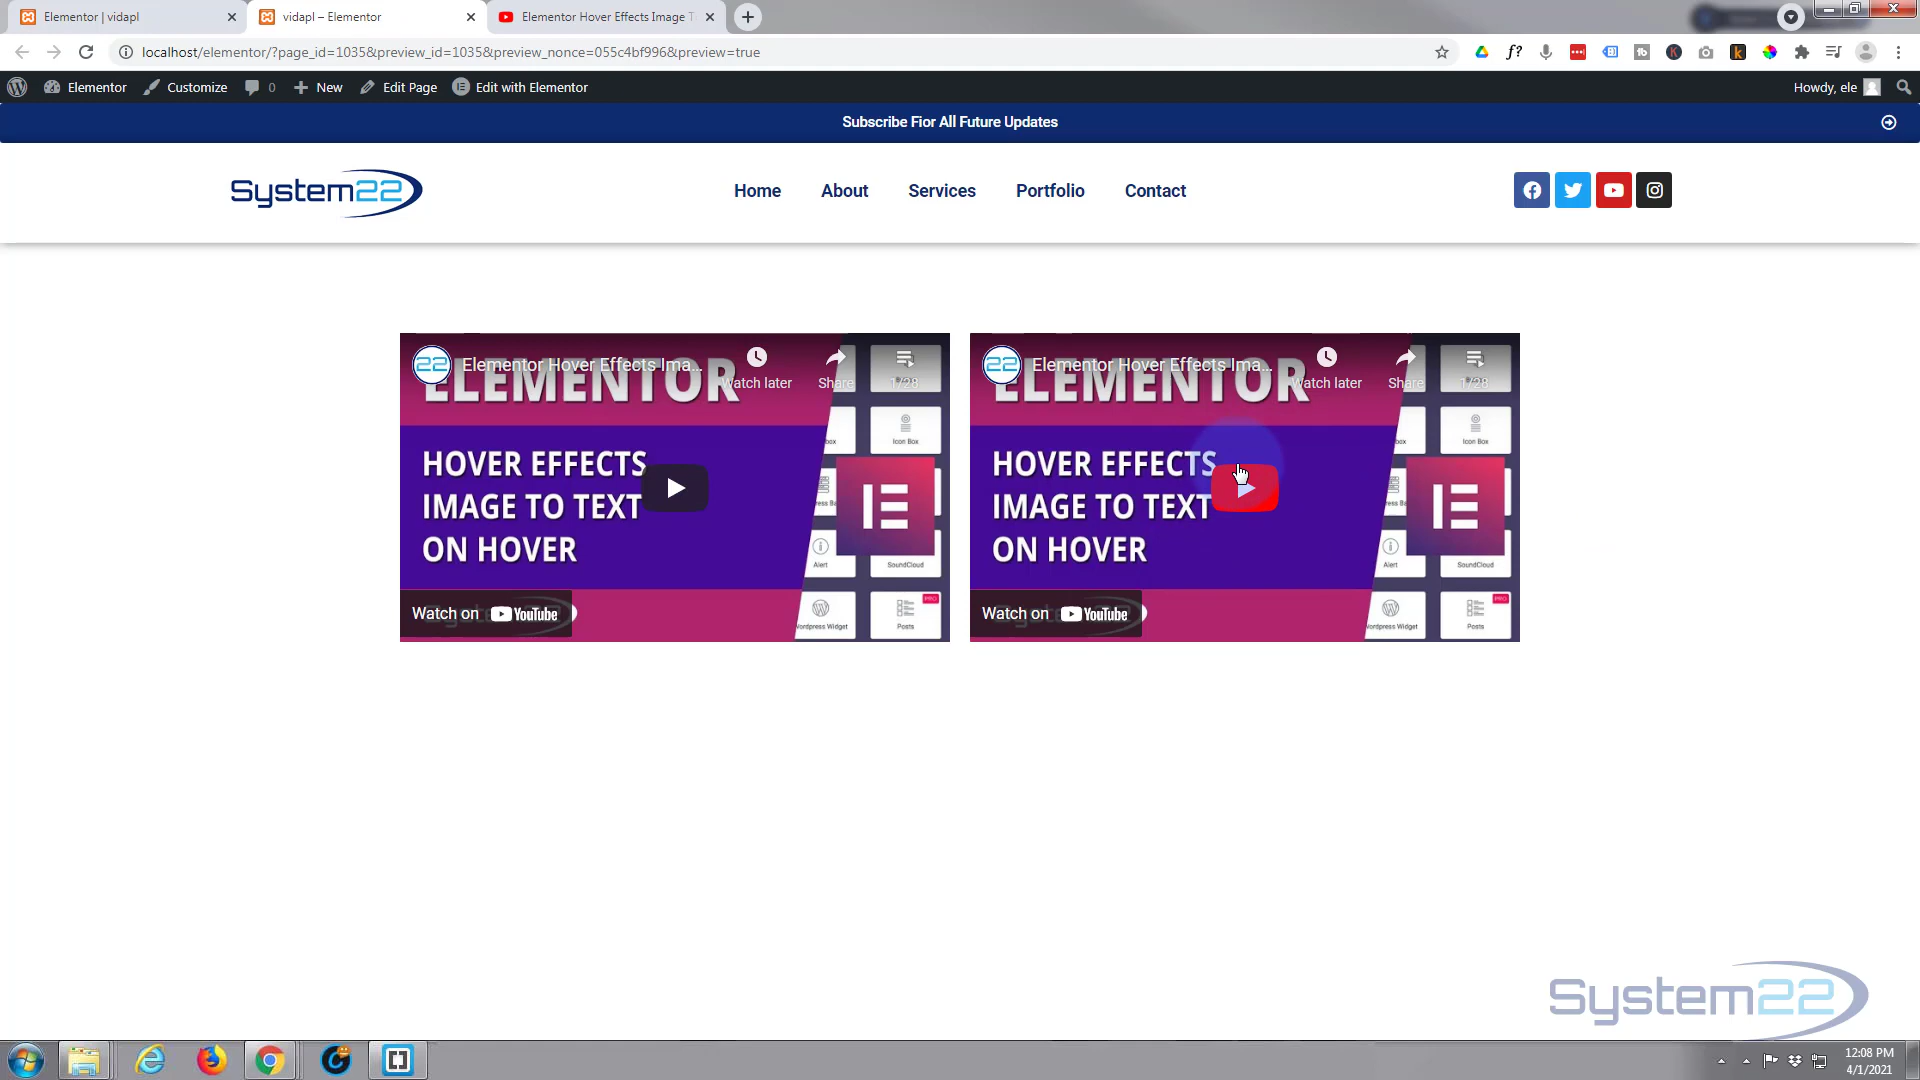 Elementor | vidapl
vidapl – Elementor
Elementor Hover Effects Image T
localhost/elementor/?page_id=1035&preview_id=1035&preview_nonce=055c4bf996&preview=true
f?
Elementor
Customize
0
New
Edit Page
Edit with Elementor
Howdy, ele
Subscribe Fior All Future Updates
System22
Home
About
Services
Portfolio
Contact
22
Elementor Hover Effects Ima...
Watch later
Share
1/28
ELEMENTOR
HOVER EFFECTS
IMAGE TO TEXT
ON HOVER
Icon Box
Alert
SoundCloud
PRO
Posts
Watch on YouTube
22
Elementor Hover Effects Ima...
Watch later
Share
1/28
ELEMENTOR
HOVER EFFECTS
IMAGE TO TEXT
ON HOVER
Icon Box
Alert
SoundCloud
PRO
Posts
Watch on YouTube
System22
12:08 PM
4/1/2021